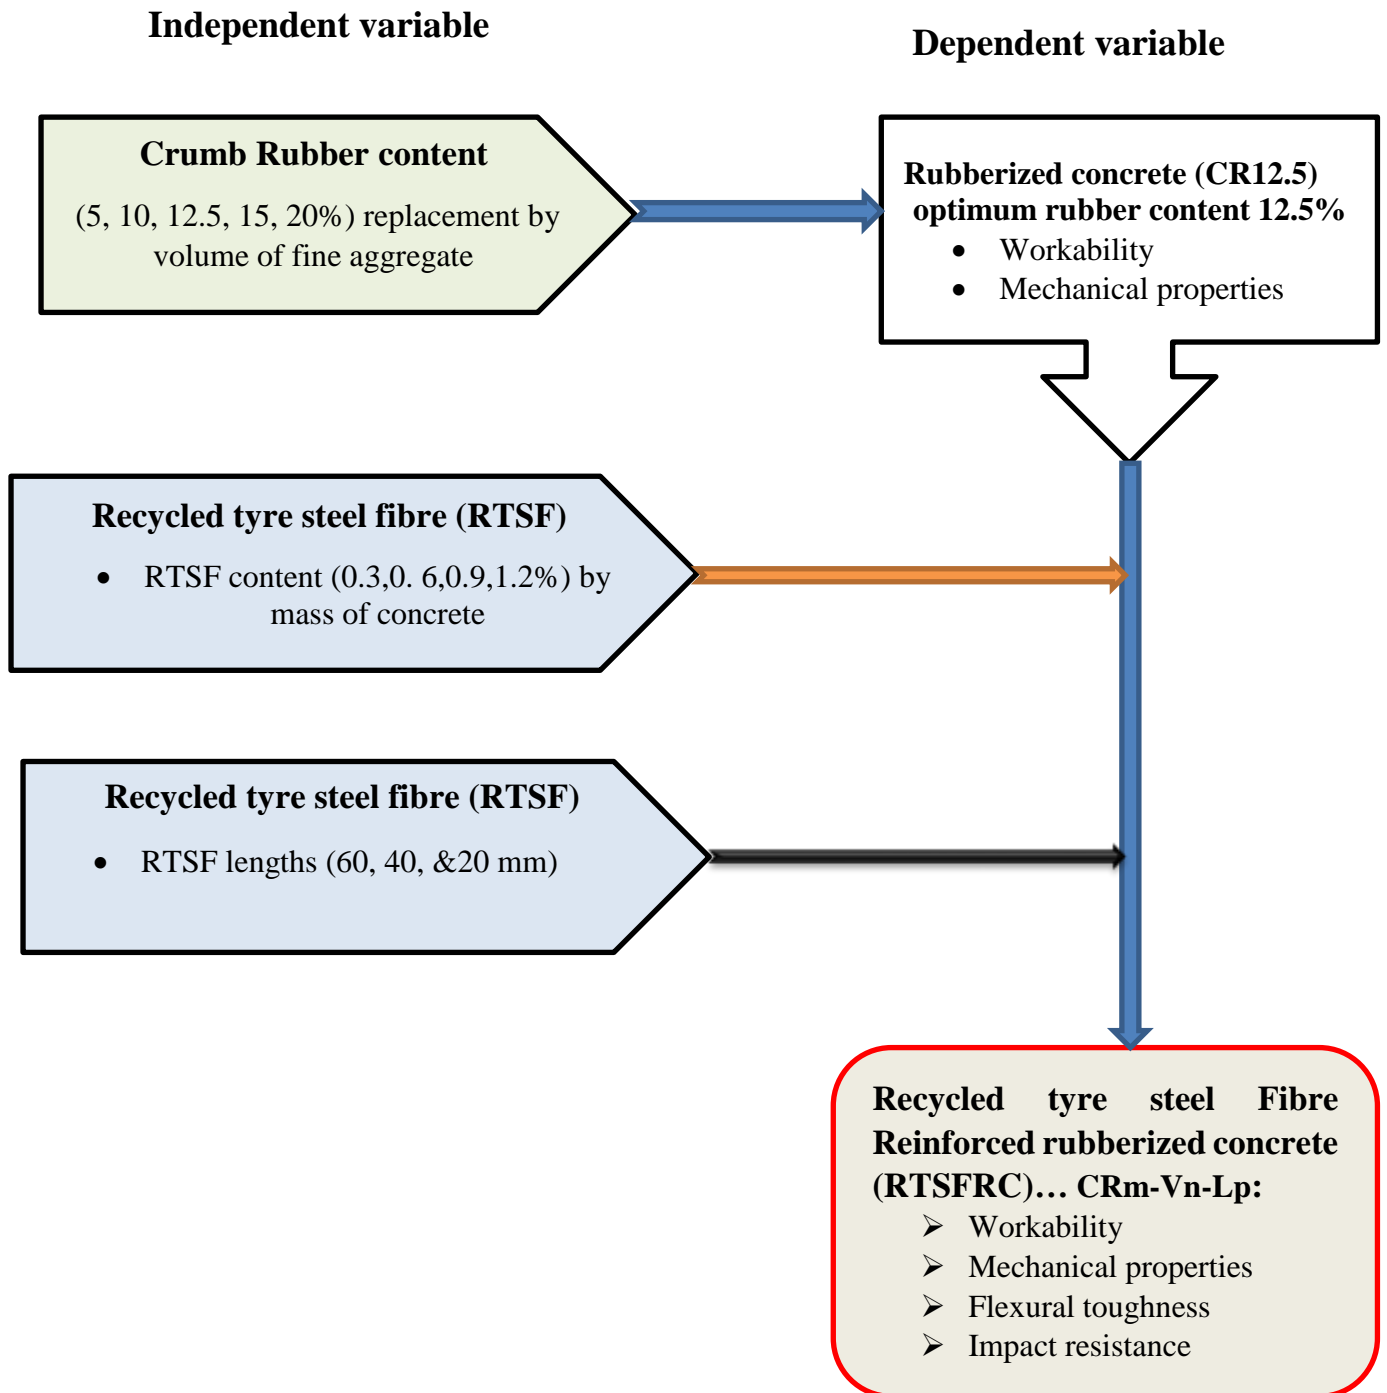 Independent variable
Dependent variable
Crumb Rubber content
(5, 10, 12.5, 15, 20%) replacement by
volume of fine aggregate
Rubberized concrete (CR12.5)
optimum rubber content 12.5%
• Workability
• Mechanical properties
Recycled tyre steel fibre (RTSF)
• RTSF content (0.3,0. 6,0.9,1.2%) by
mass of concrete
Recycled tyre steel fibre (RTSF)
• RTSF lengths (60, 40, &20 mm)
Recycled tyre steel Fibre
Reinforced rubberized concrete
(RTSFRC)… CRm-Vn-Lp:
➢ Workability
➢ Mechanical properties
➢ Flexural toughness
➢ Impact resistance